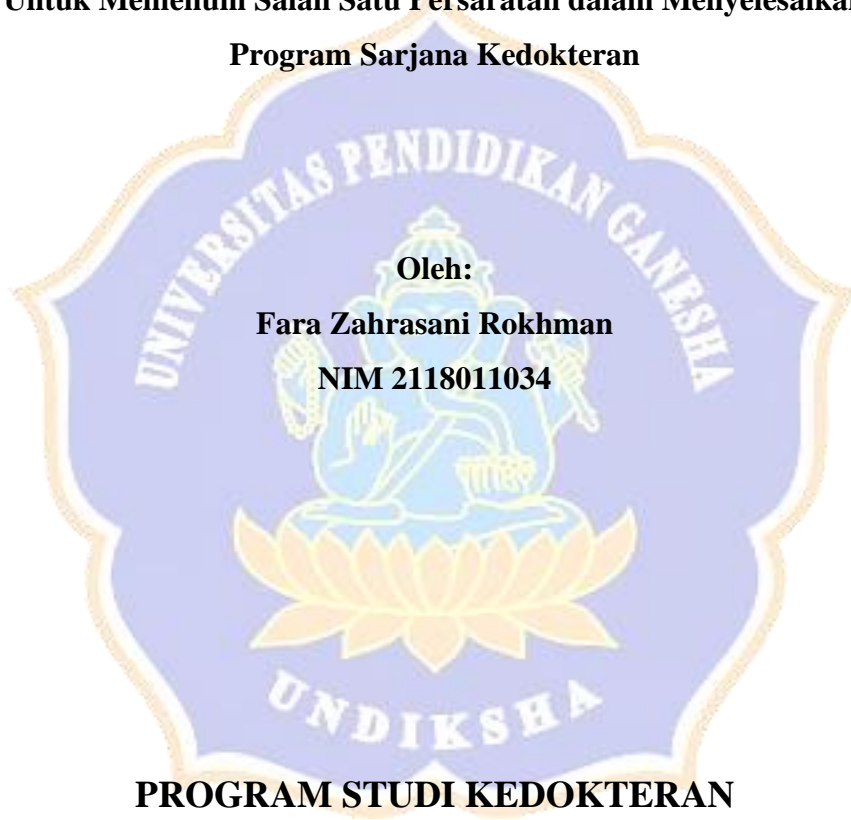 Untuk Memenuhi Salah Satu Persaratan dalam Menyelesaikan
Program Sarjana Kedokteran
UNIVERSITAS PENDIDIKAN GANESHA
Oleh:
Fara Zahrasani Rokhman
NIM 2118011034
UNDIKSHA
PROGRAM STUDI KEDOKTERAN